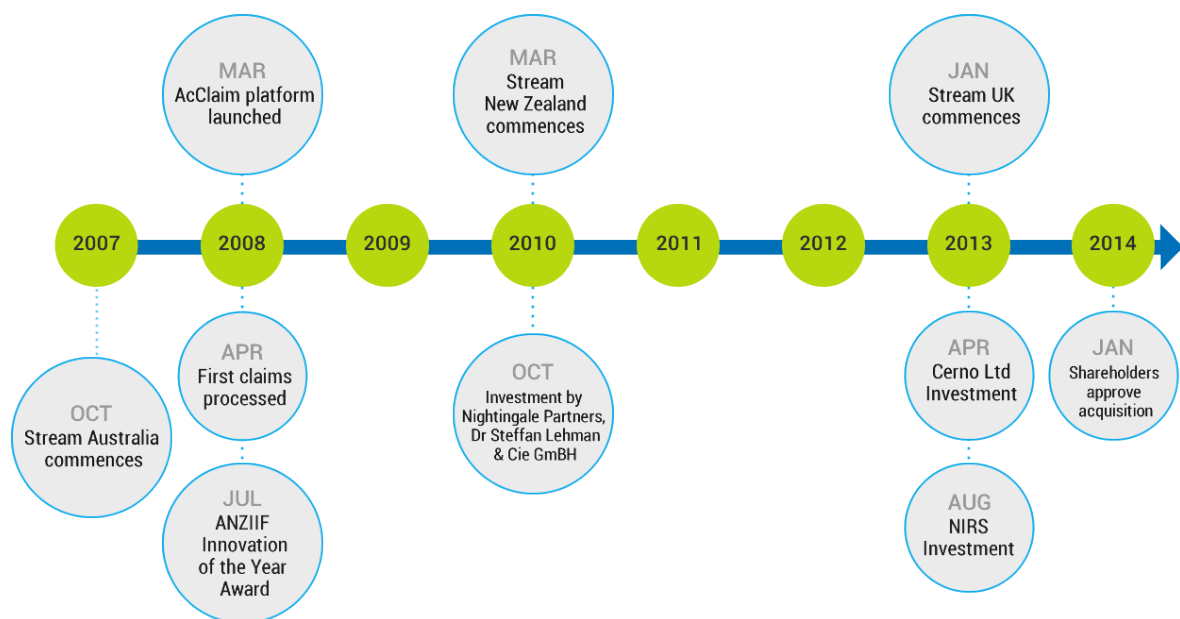 MAR
AcClaim platform
launched
MAR
Stream
New Zealand
commences
JAN
Stream UK
commences
2007
2008
2009
2010
2011
2012
2013
2014
OCT
Stream Australia
commences
APR
First claims
processed
JUL
ANZIIF
Innovation
of the Year
Award
OCT
Investment by
Nightingale Partners,
Dr Steffan Lehman
& Cie GmBH
APR
Cerno Ltd
Investment
AUG
NIRS
Investment
JAN
Shareholders
approve
acquisition